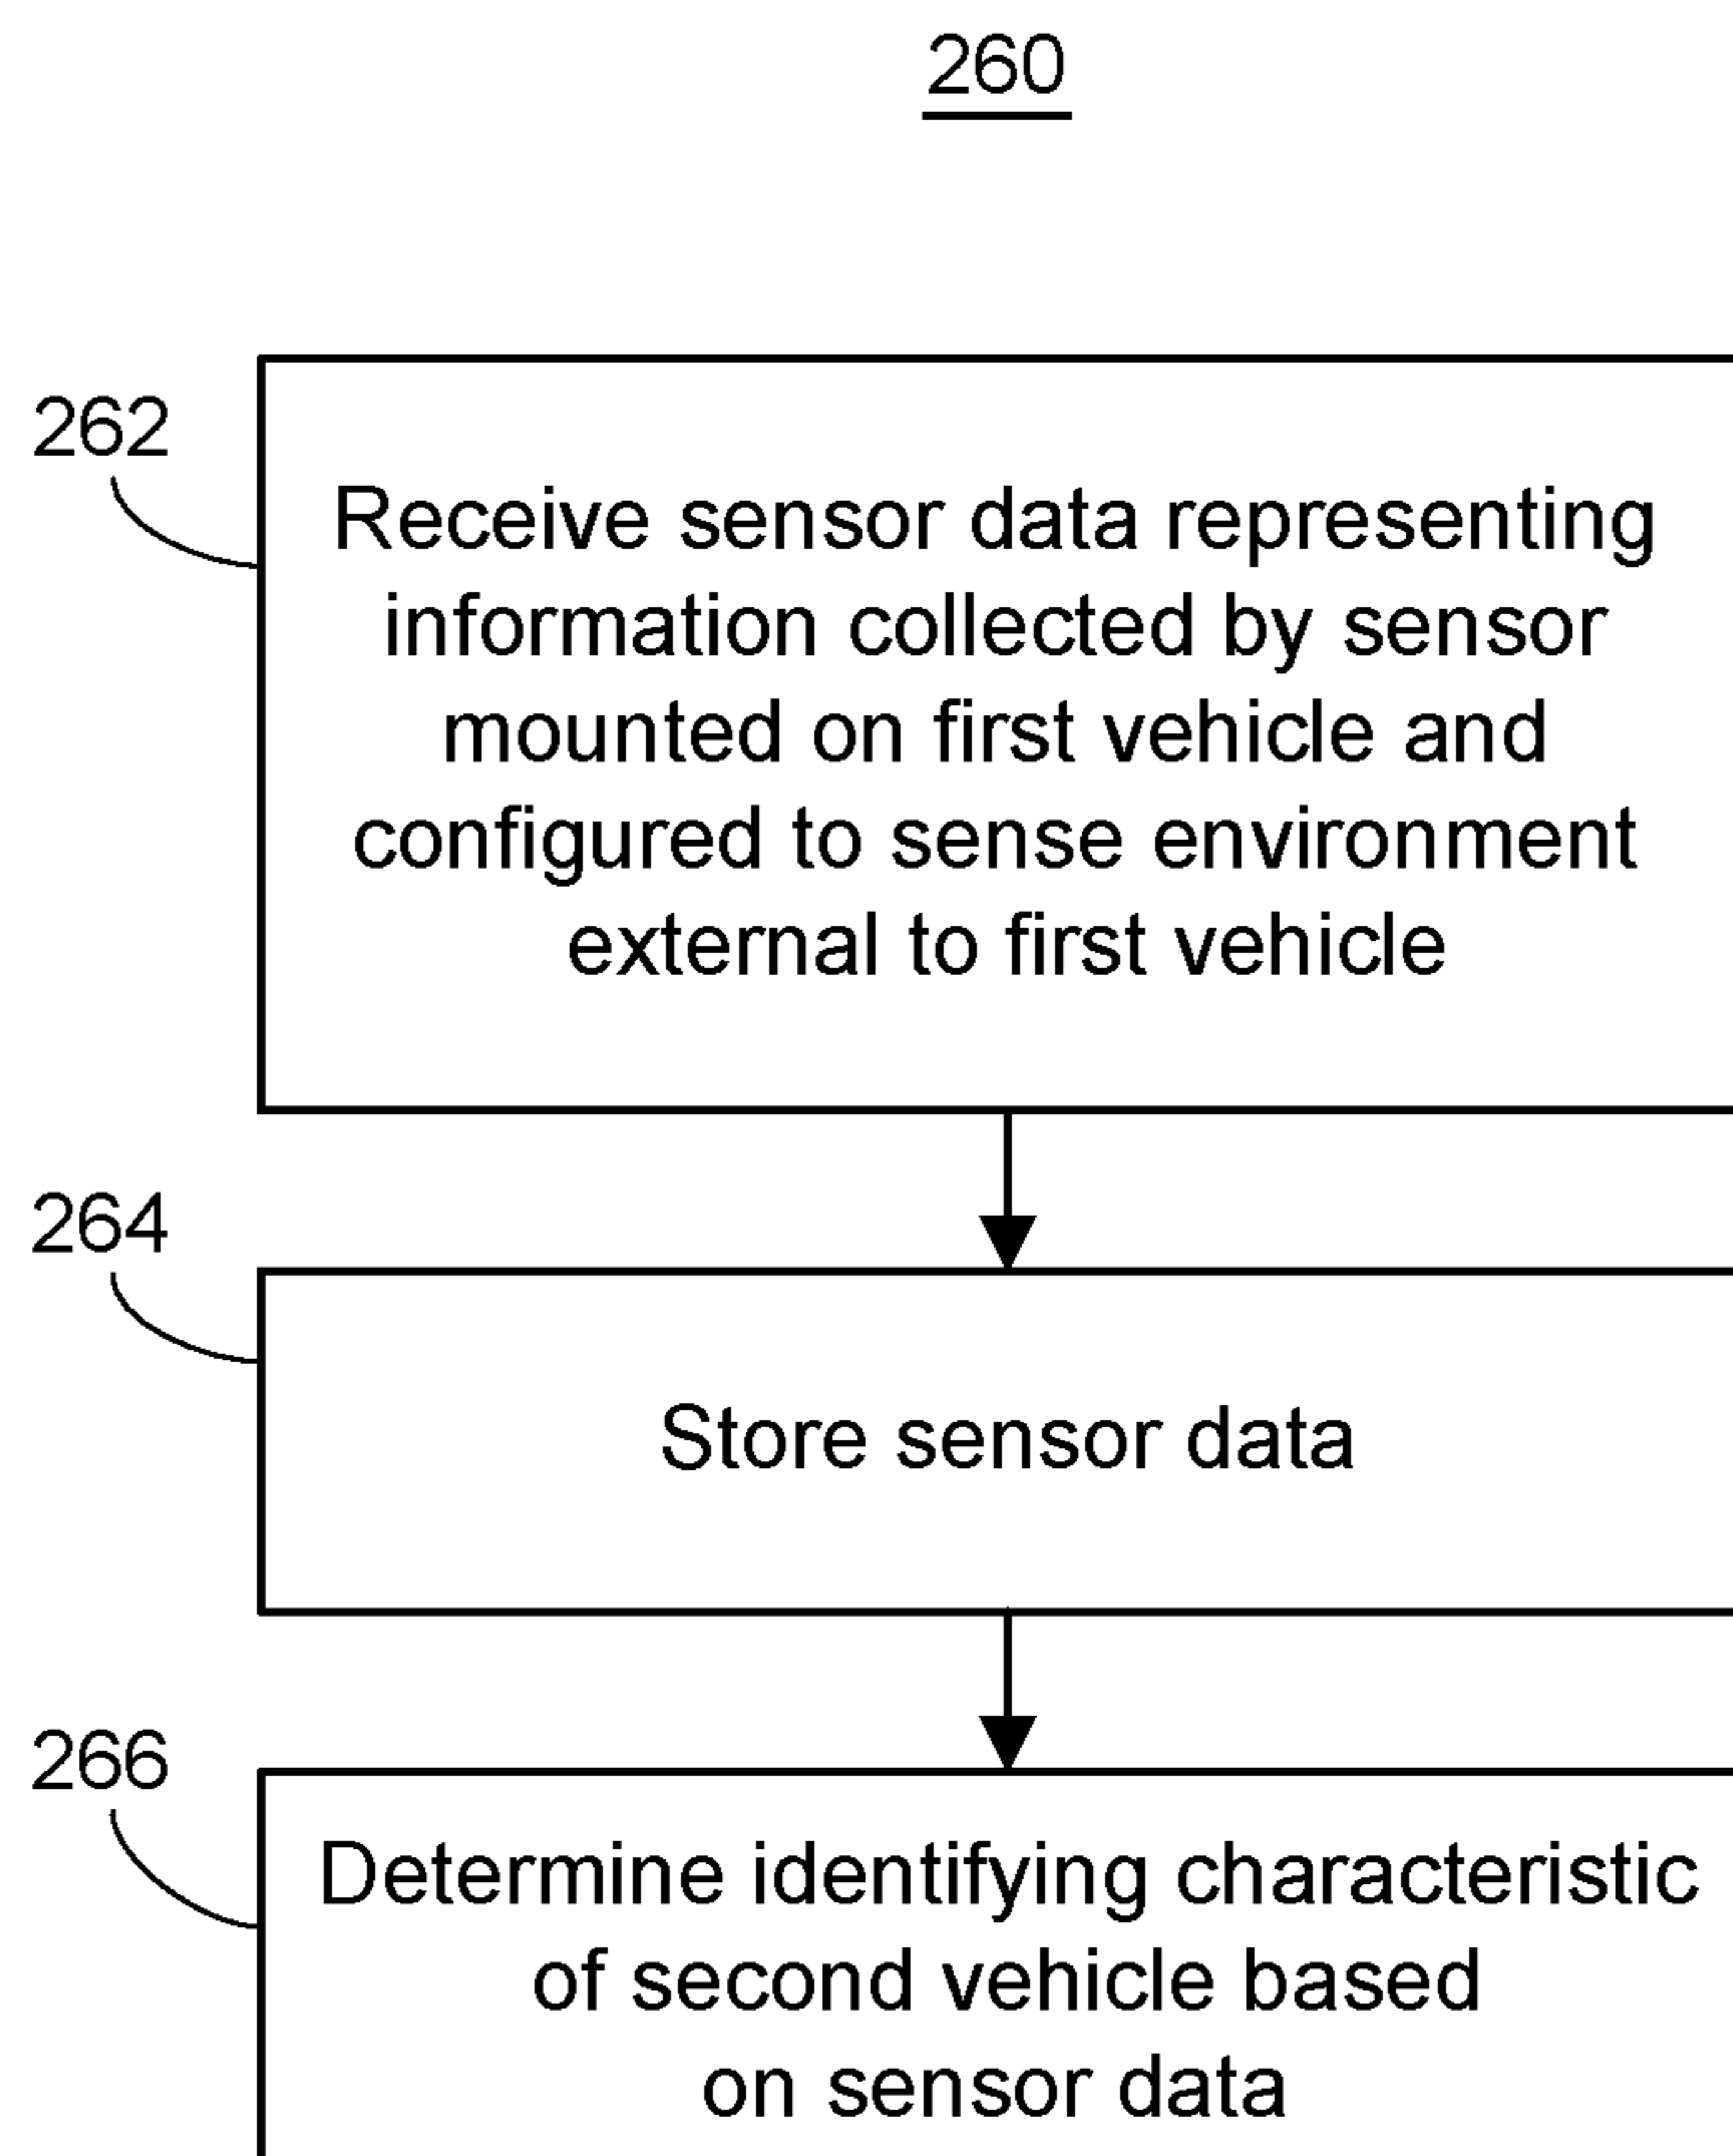 260
262
Receive sensor data representing
information collected by sensor
mounted on first vehicle and
configured to sense environment
external to first vehicle
264
Store sensor data
266
Determine identifying characteristic
of second vehicle based
on sensor data